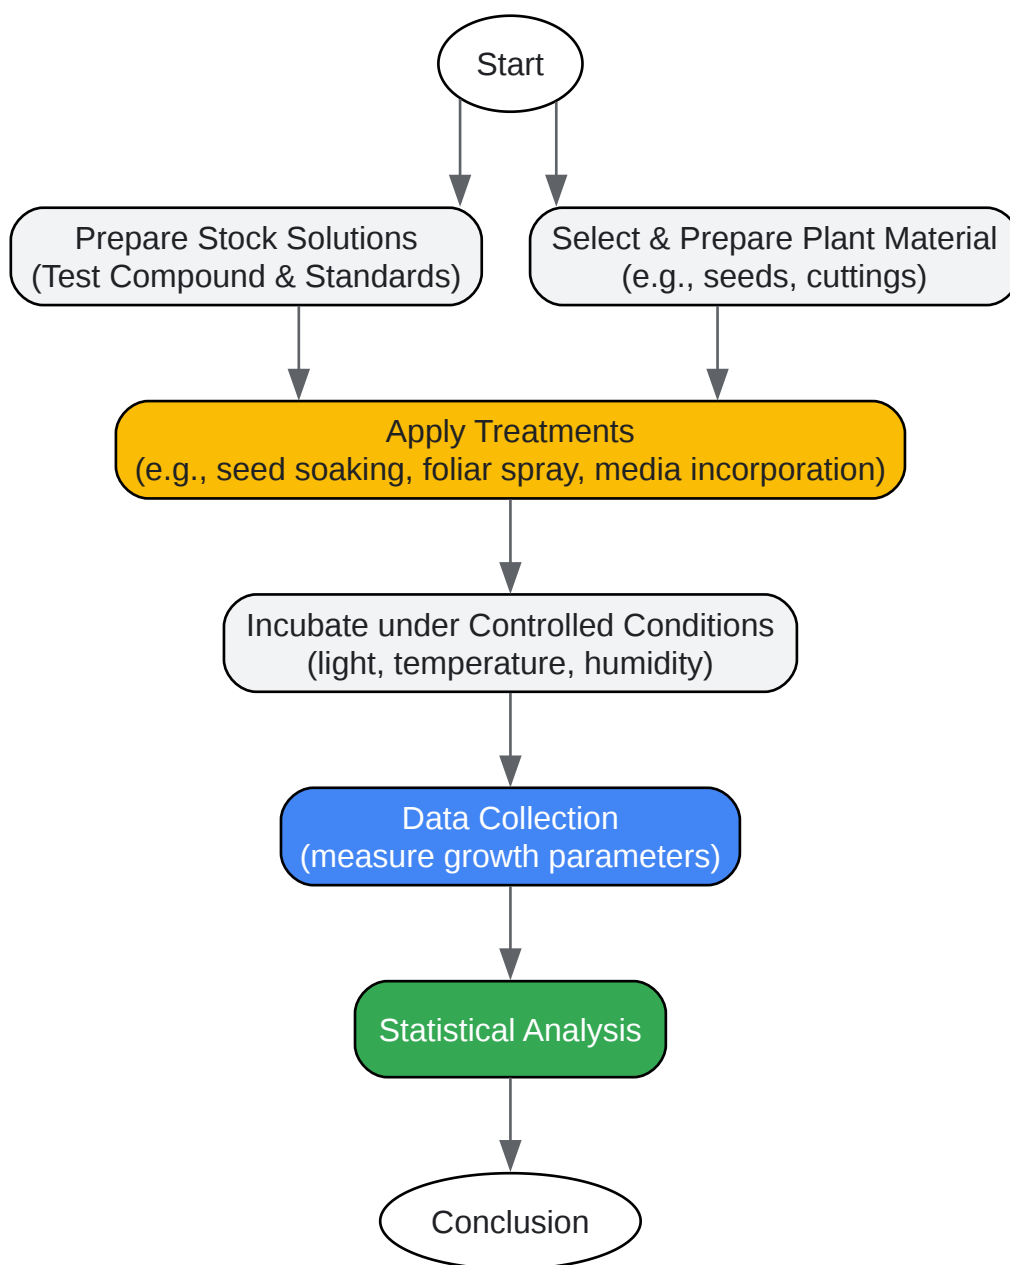 Start
Prepare Stock Solutions
(Test Compound & Standards)
Select & Prepare Plant Material
(e.g., seeds, cuttings)
Apply Treatments
(e.g., seed soaking, foliar spray, media incorporation)
Incubate under Controlled Conditions
(light, temperature, humidity)
Data Collection
(measure growth parameters)
Statistical Analysis
Conclusion